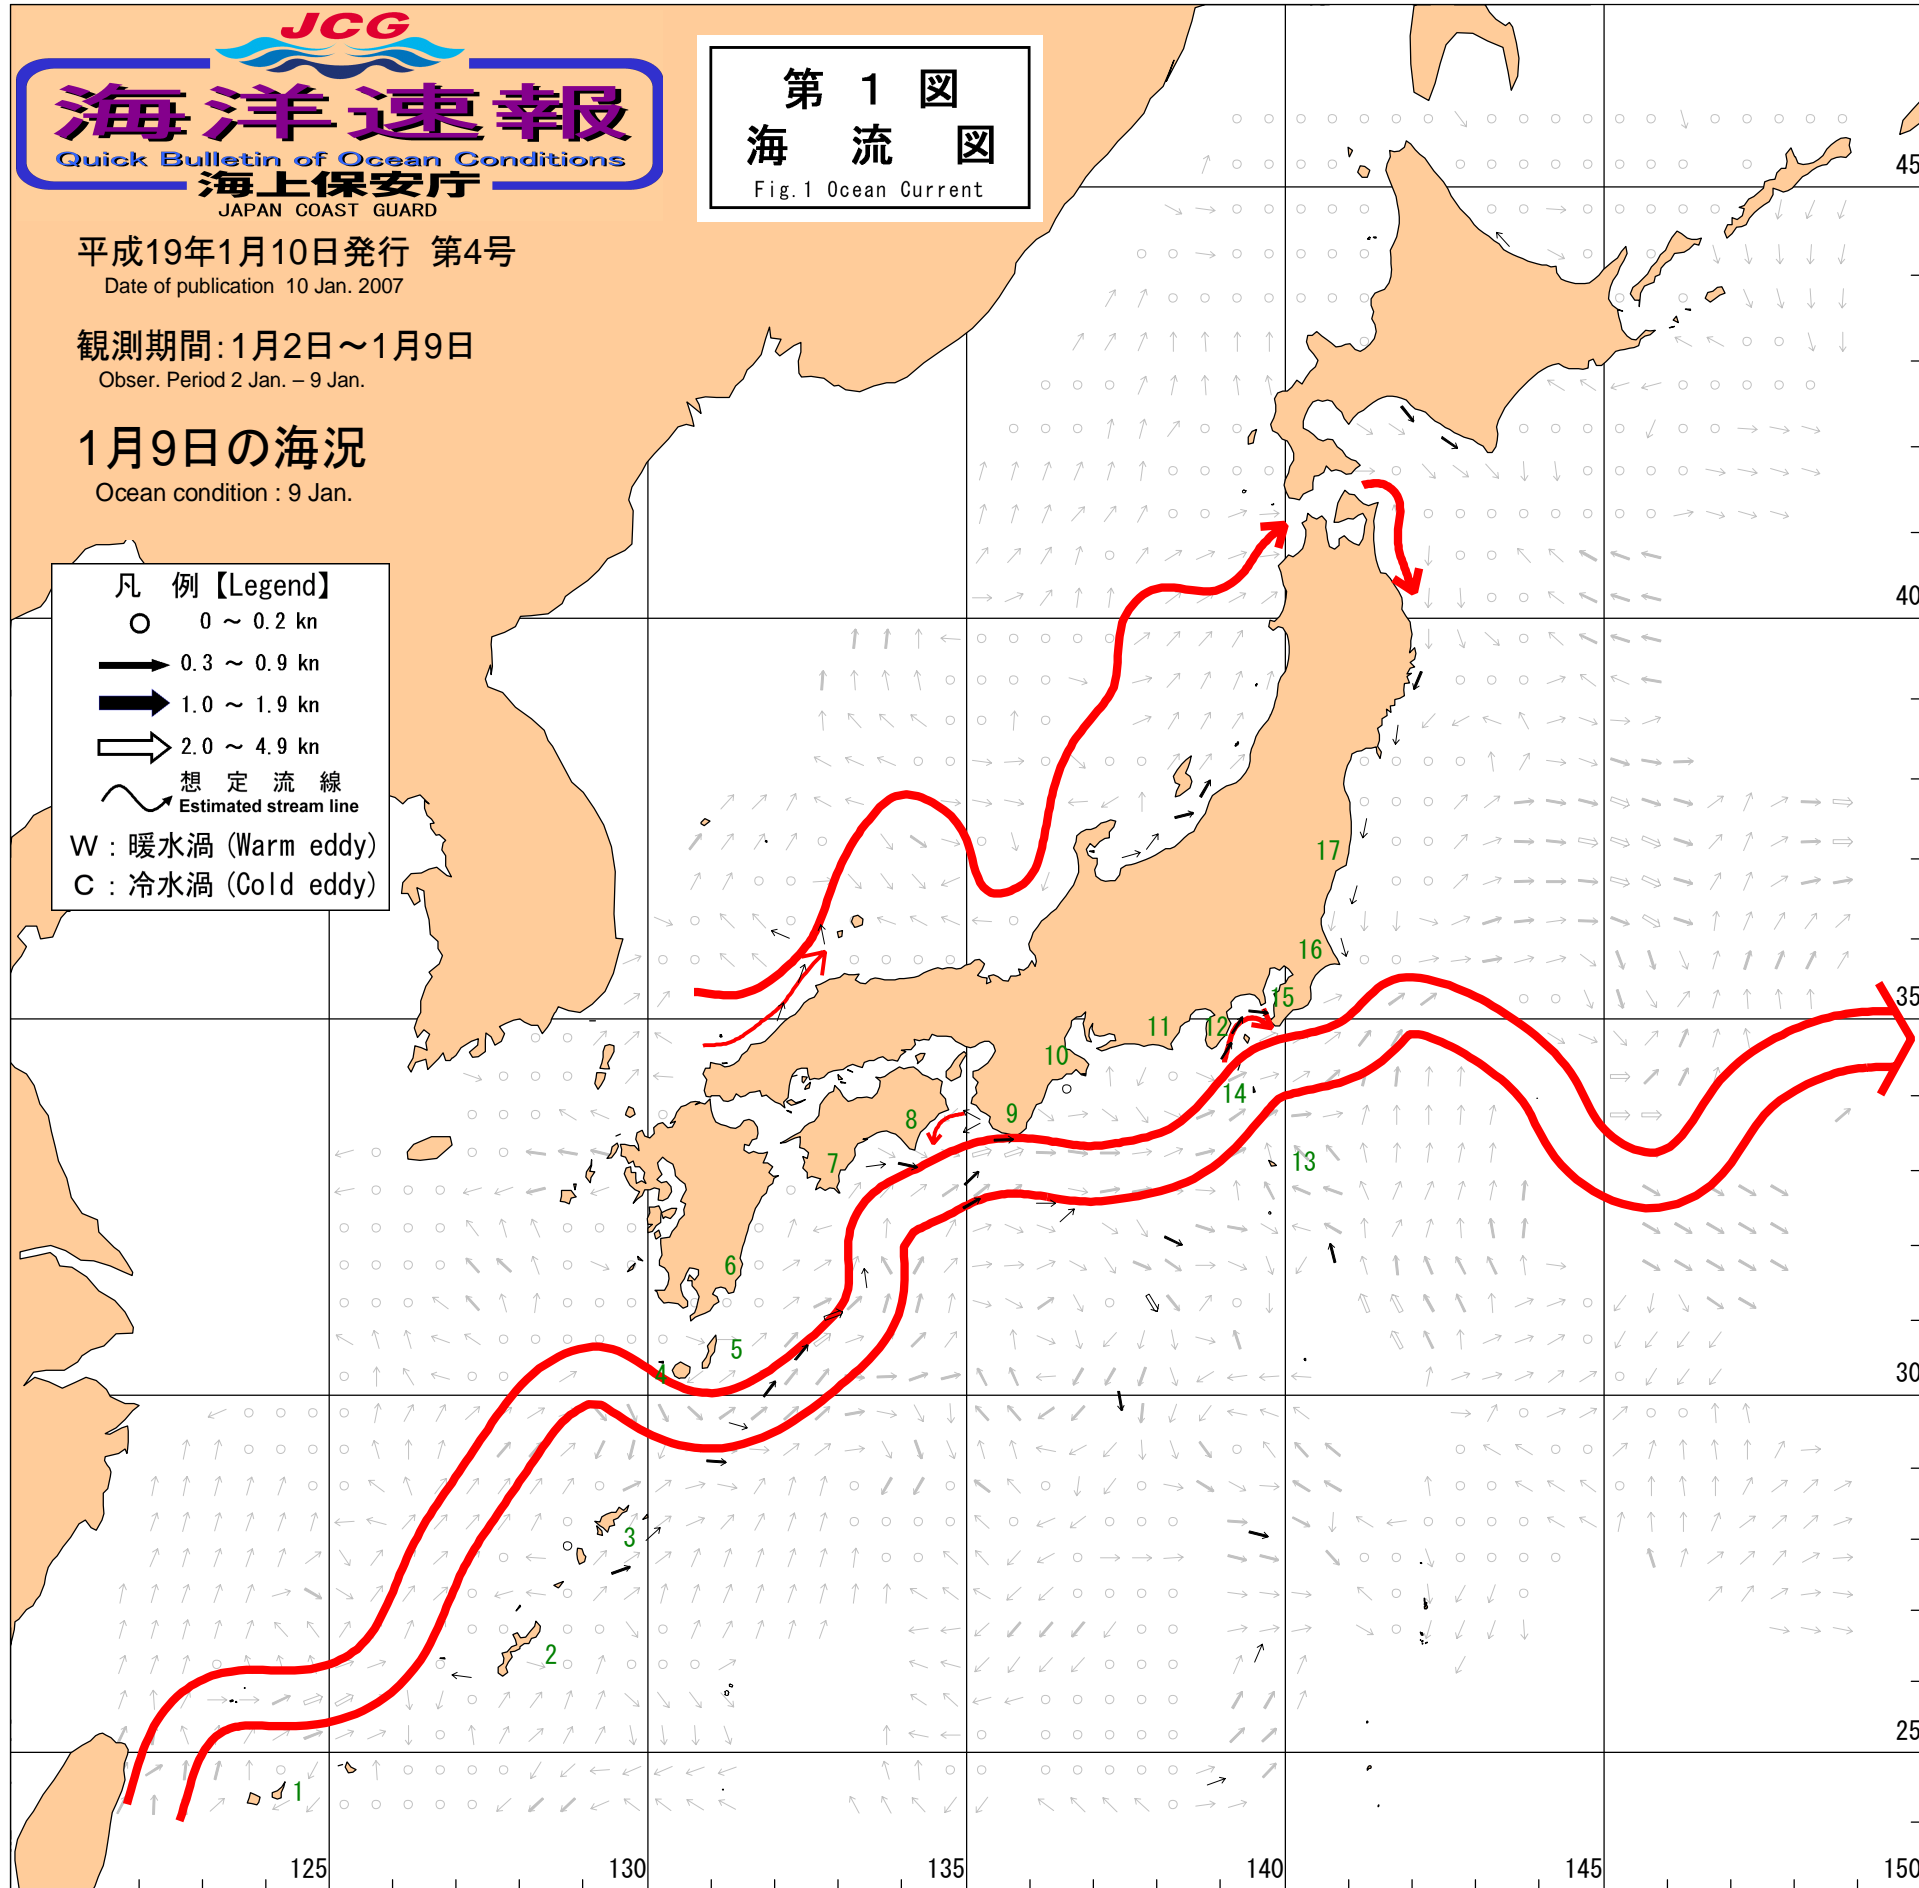 JCG
海洋速報
Quick Bulletin of Ocean Conditions
海上保安庁
JAPAN COAST GUARD
第 1 図
海 流 図
Fig.1 Ocean Current
平成19年1月10日発行 第4号
Date of publication 10 Jan. 2007
観測期間：1月2日～1月9日
Obser. Period 2 Jan. – 9 Jan.
1月9日の海況
Ocean condition : 9 Jan.
凡 例【Legend】
0 ～ 0.2 kn
0.3 ～ 0.9 kn
1.0 ～ 1.9 kn
2.0 ～ 4.9 kn
想 定 流 線
Estimated stream line
W：暖水渦 (Warm eddy)
C：冷水渦 (Cold eddy)
45
40
17
16
35
15
12
11
10
14
9
8
7
13
6
5
4
30
3
2
25
1
125
130
135
140
145
150